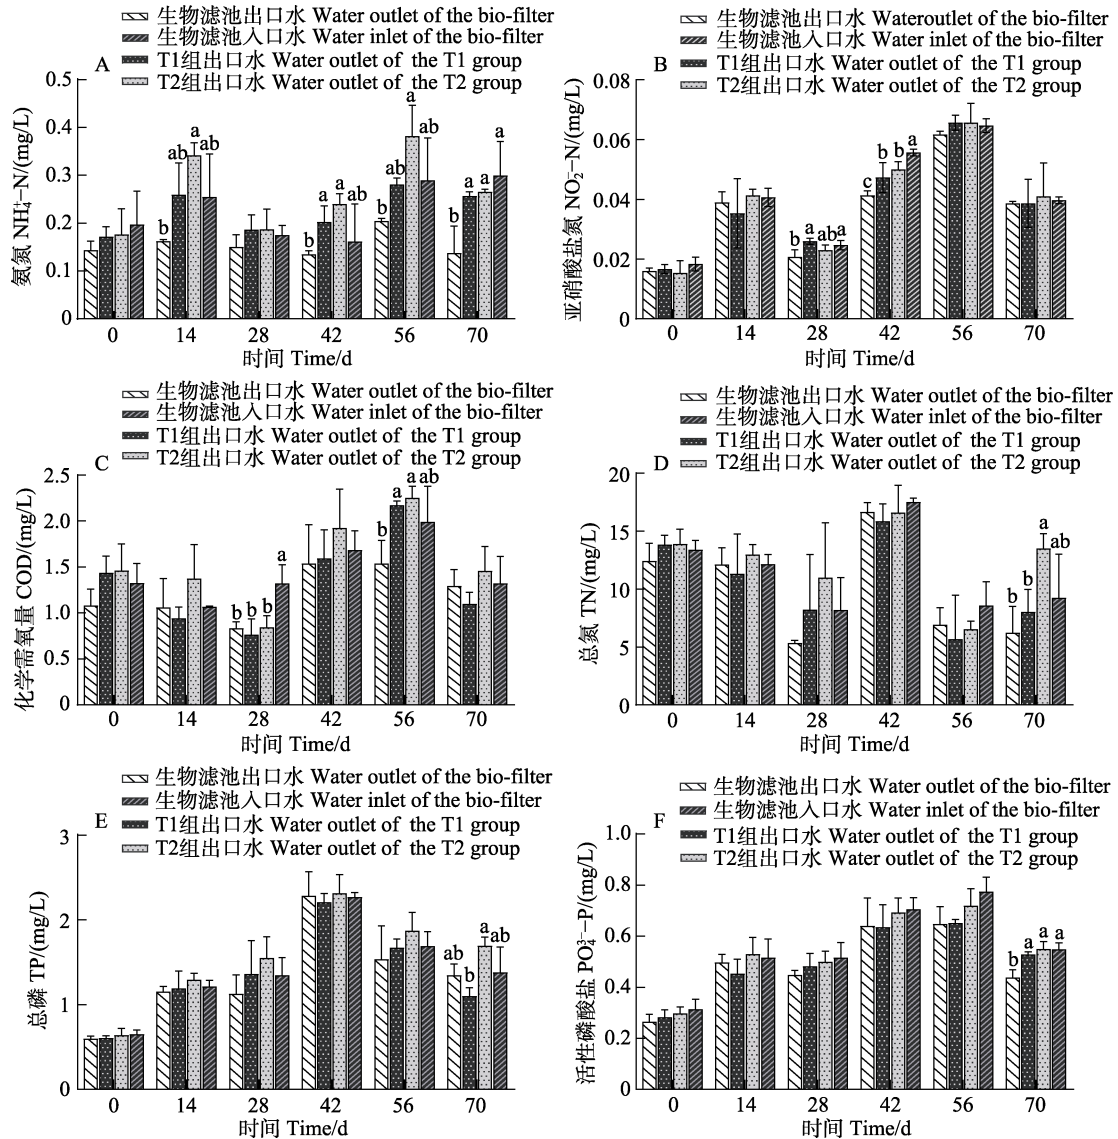 生物滤池出口水 Water outlet of the bio-filter
生物滤池入口水 Water inlet of the bio-filter
T1组出口水 Water outlet of the T1 group
T2组出口水 Water outlet of the T2 group
A
氨氮 NH₄⁺−N/(mg/L)
0.5
0.4
0.3
0.2
0.1
0
b ab a ab
b a a ab
b ab a ab
b a a a
0 14 28 42 56 70
时间 Time/d
生物滤池出口水 Wateroutlet of the bio-filter
生物滤池入口水 Water inlet of the bio-filter
T1组出口水 Water outlet of the T1 group
T2组出口水 Water outlet of the T2 group
B
亚硝酸盐氮 NO₂⁻−N/(mg/L)
0.08
0.06
0.04
0.02
0
b a ab a
c b b a
0 14 28 42 56 70
时间 Time/d
生物滤池出口水 Water outlet of the bio-filter
生物滤池入口水 Water inlet of the bio-filter
T1组出口水 Water outlet of the T1 group
T2组出口水 Water outlet of the T2 group
C
化学需氧量 COD/(mg/L)
2.5
2.0
1.5
1.0
0.5
0
b b b a
b a a ab
0 14 28 42 56 70
时间 Time/d
生物滤池出口水 Water outlet of the bio-filter
生物滤池入口水 Water inlet of the bio-filter
T1组出口水 Water outlet of the T1 group
T2组出口水 Water outlet of the T2 group
D
总氮 TN/(mg/L)
20
15
10
5
0
b b a ab
0 14 28 42 56 70
时间 Time/d
生物滤池出口水 Water outlet of the bio-filter
生物滤池入口水 Water inlet of the bio-filter
T1组出口水 Water outlet of the T1 group
T2组出口水 Water outlet of the T2 group
E
总磷 TP/(mg/L)
3
2
1
0
ab b a ab
0 14 28 42 56 70
时间 Time/d
生物滤池出口水 Water outlet of the bio-filter
生物滤池入口水 Water inlet of the bio-filter
T1组出口水 Water outlet of the T1 group
T2组出口水 Water outlet of the T2 group
F
活性磷酸盐 PO₄³⁻−P/(mg/L)
1.0
0.8
0.6
0.4
0.2
0
b a a a
0 14 28 42 56 70
时间 Time/d